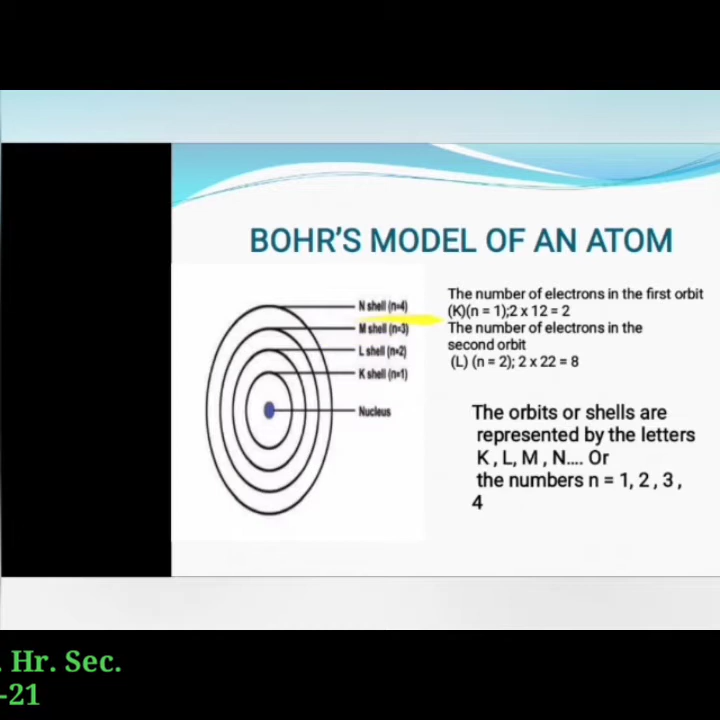 BOHR'S MODEL OF AN ATOM
N shell (n=4)
M shell (n=3)
L shell (n=2)
K shell (n=1)
Nucleus
The number of electrons in the first orbit
(K)(n = 1);2 x 12 = 2
The number of electrons in the
second orbit
(L) (n = 2); 2 x 22 = 8
The orbits or shells are
represented by the letters
K , L, M , N.... Or
the numbers n = 1, 2 , 3 ,
4
. Hr. Sec.
-21